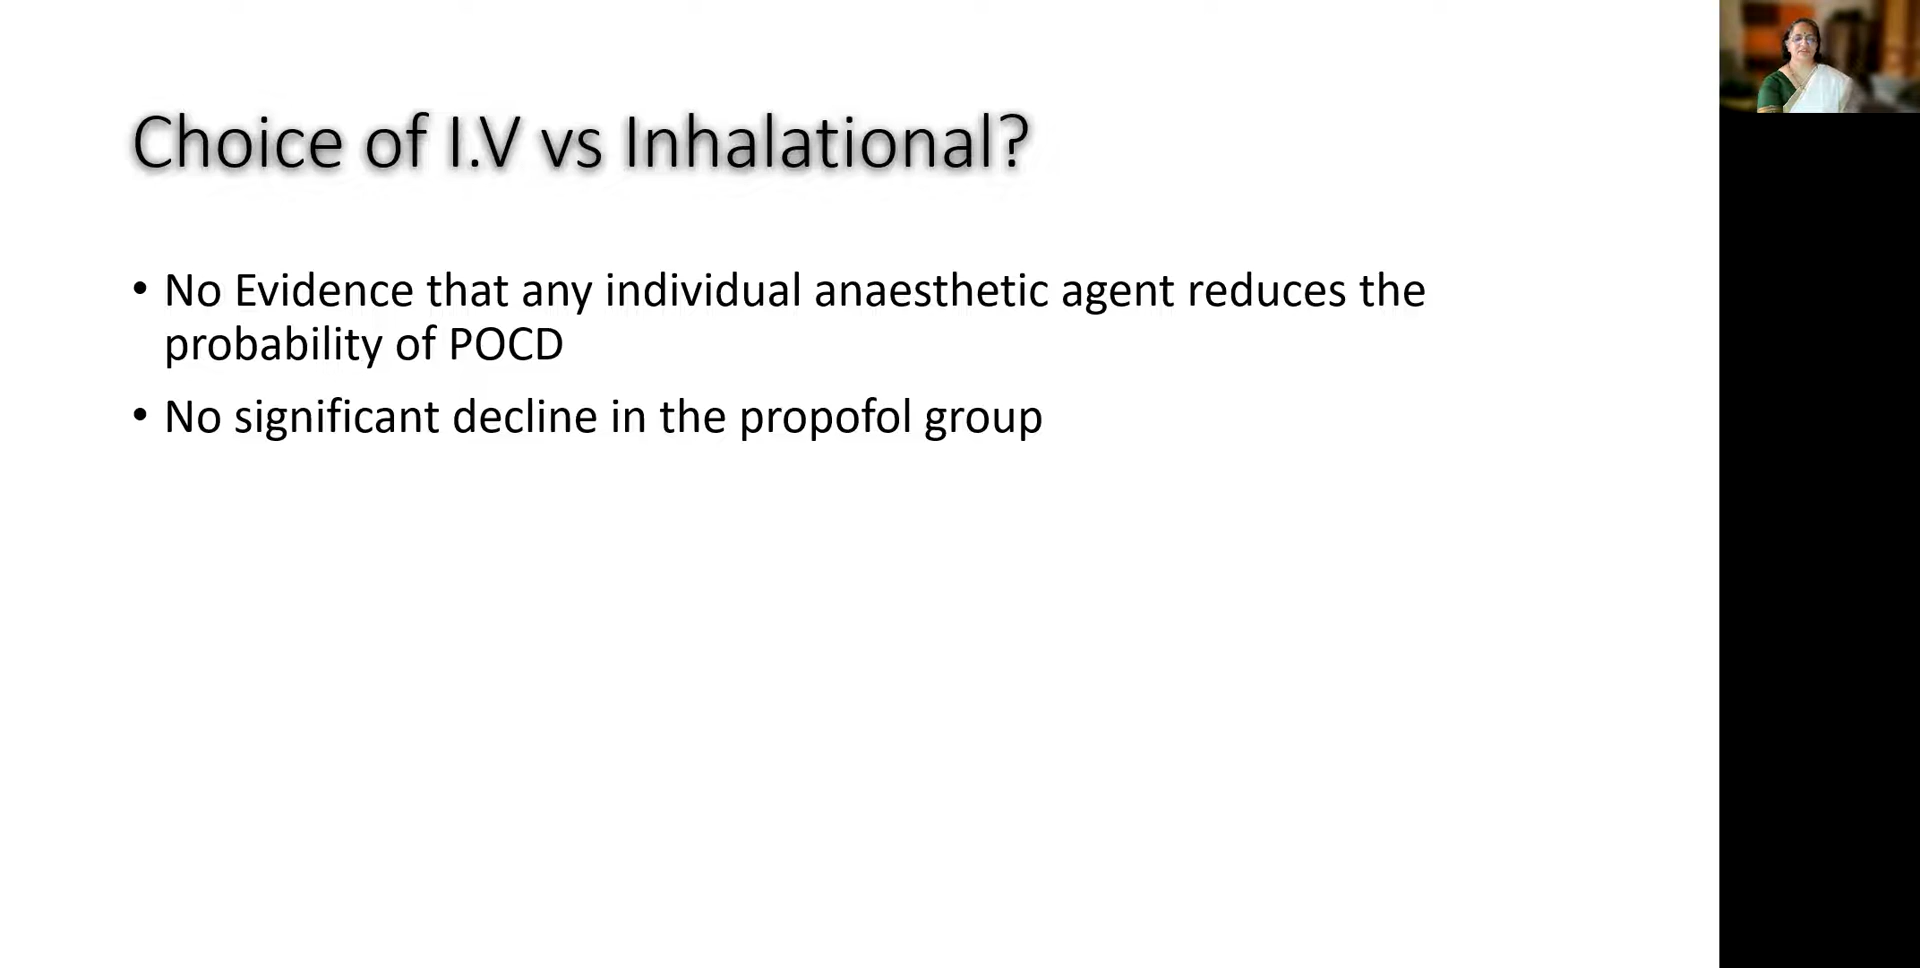 Choice of I.V vs Inhalational?
• No Evidence that any individual anaesthetic agent reduces the
probability of POCD
• No significant decline in the propofol group